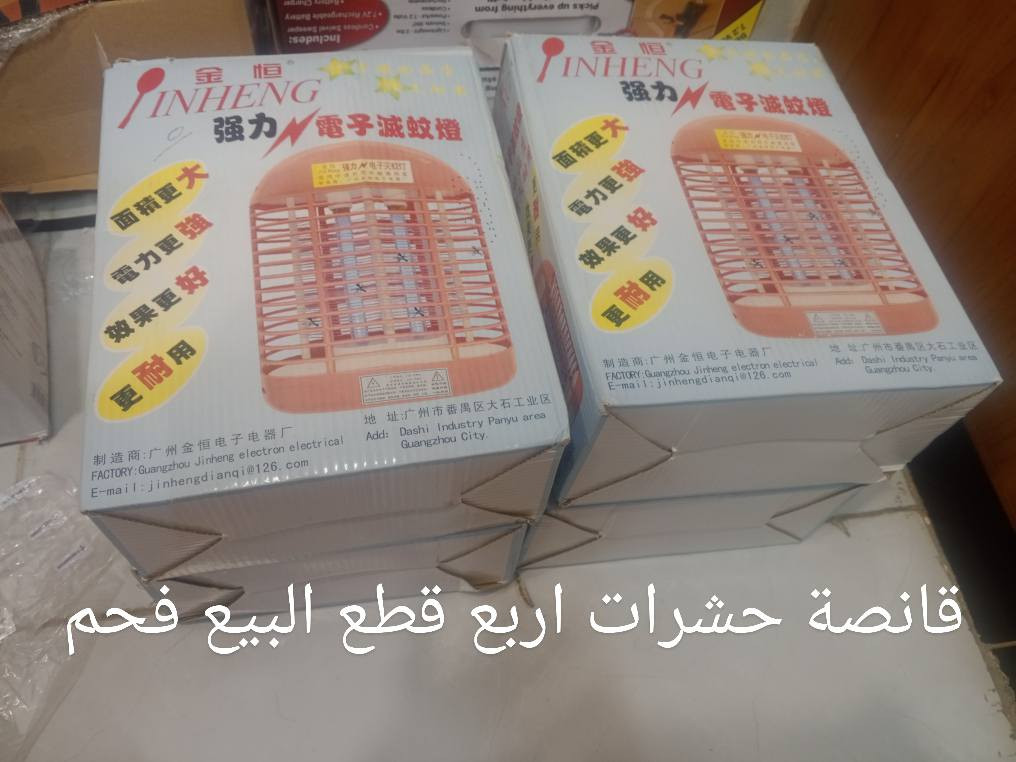 Includes:
Picks up everything from
金恒
JINHENG
强力電子滅蚊燈
面積更大
電力更強
效果更好
更耐用
制造商:广州金恒电子电器厂
FACTORY:Guangzhou Jinheng electron electrical
E-mail:jinhengdianqi@126.com
地 址:广州市番禺区大石工业区
Add: Dashi Industry Panyu area
Guangzhou City.
金恒
JINHENG
强力電子滅蚊燈
面積更大
電力更強
效果更好
更耐用
制造商:广州金恒电子电器厂
FACTORY:Guangzhou Jinheng electron electrical
E-mail:jinhengdianqi@126.com
地 址:广州市番禺区大石工业区
Add: Dashi Industry Panyu area
Guangzhou City.
قانصة حشرات اربع قطع البيع فحم